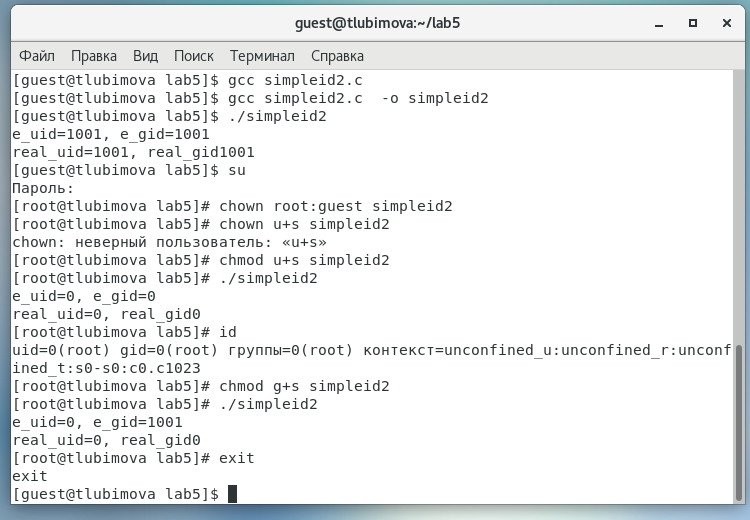 guest@tlubimova:~/lab5
Файл Правка Вид Поиск Терминал Справка
[guest@tlubimova lab5]$ gcc simpleid2.c
[guest@tlubimova lab5]$ gcc simpleid2.c  -o simpleid2
[guest@tlubimova lab5]$ ./simpleid2
e_uid=1001, e_gid=1001
real_uid=1001, real_gid1001
[guest@tlubimova lab5]$ su
Пароль:
[root@tlubimova lab5]# chown root:guest simpleid2
[root@tlubimova lab5]# chown u+s simpleid2
chown: неверный пользователь: «u+s»
[root@tlubimova lab5]# chmod u+s simpleid2
[root@tlubimova lab5]# ./simpleid2
e_uid=0, e_gid=0
real_uid=0, real_gid0
[root@tlubimova lab5]# id
uid=0(root) gid=0(root) группы=0(root) контекст=unconfined_u:unconfined_r:unconf
ined_t:s0-s0:c0.c1023
[root@tlubimova lab5]# chmod g+s simpleid2
[root@tlubimova lab5]# ./simpleid2
e_uid=0, e_gid=1001
real_uid=0, real_gid0
[root@tlubimova lab5]# exit
exit
[guest@tlubimova lab5]$